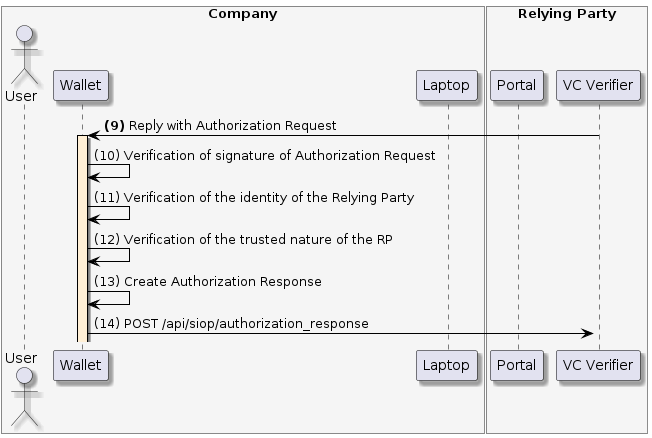 Company
Relying Party
User
Wallet
Laptop
Portal
VC Verifier
(9) Reply with Authorization Request
(10) Verification of signature of Authorization Request
(11) Verification of the identity of the Relying Party
(12) Verification of the trusted nature of the RP
(13) Create Authorization Response
(14) POST /api/siop/authorization_response
User
Wallet
Laptop
Portal
VC Verifier